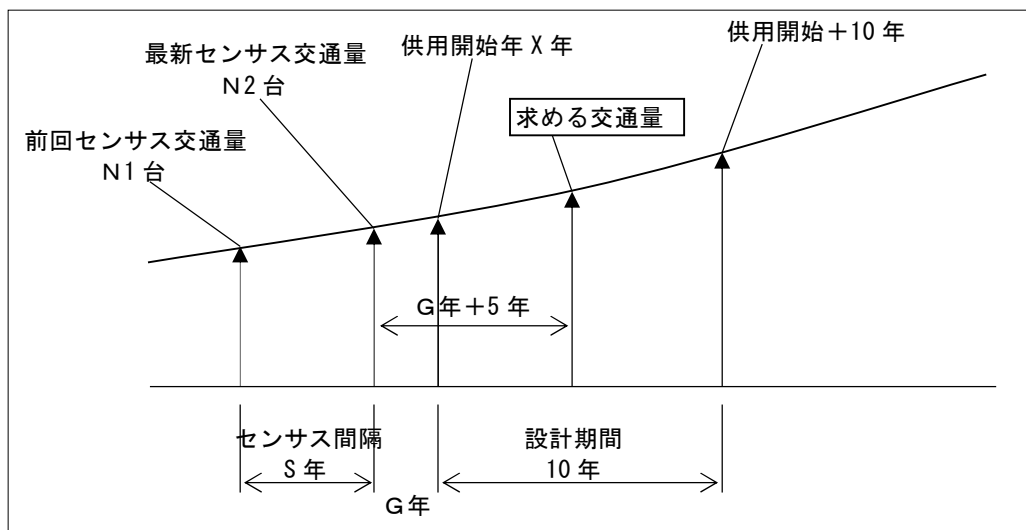 供用開始＋10 年
供用開始年 X 年
最新センサス交通量
Ｎ2 台
求める交通量
前回センサス交通量
Ｎ1 台
Ｇ年＋5 年
センサス間隔
S 年
設計期間
10 年
Ｇ年